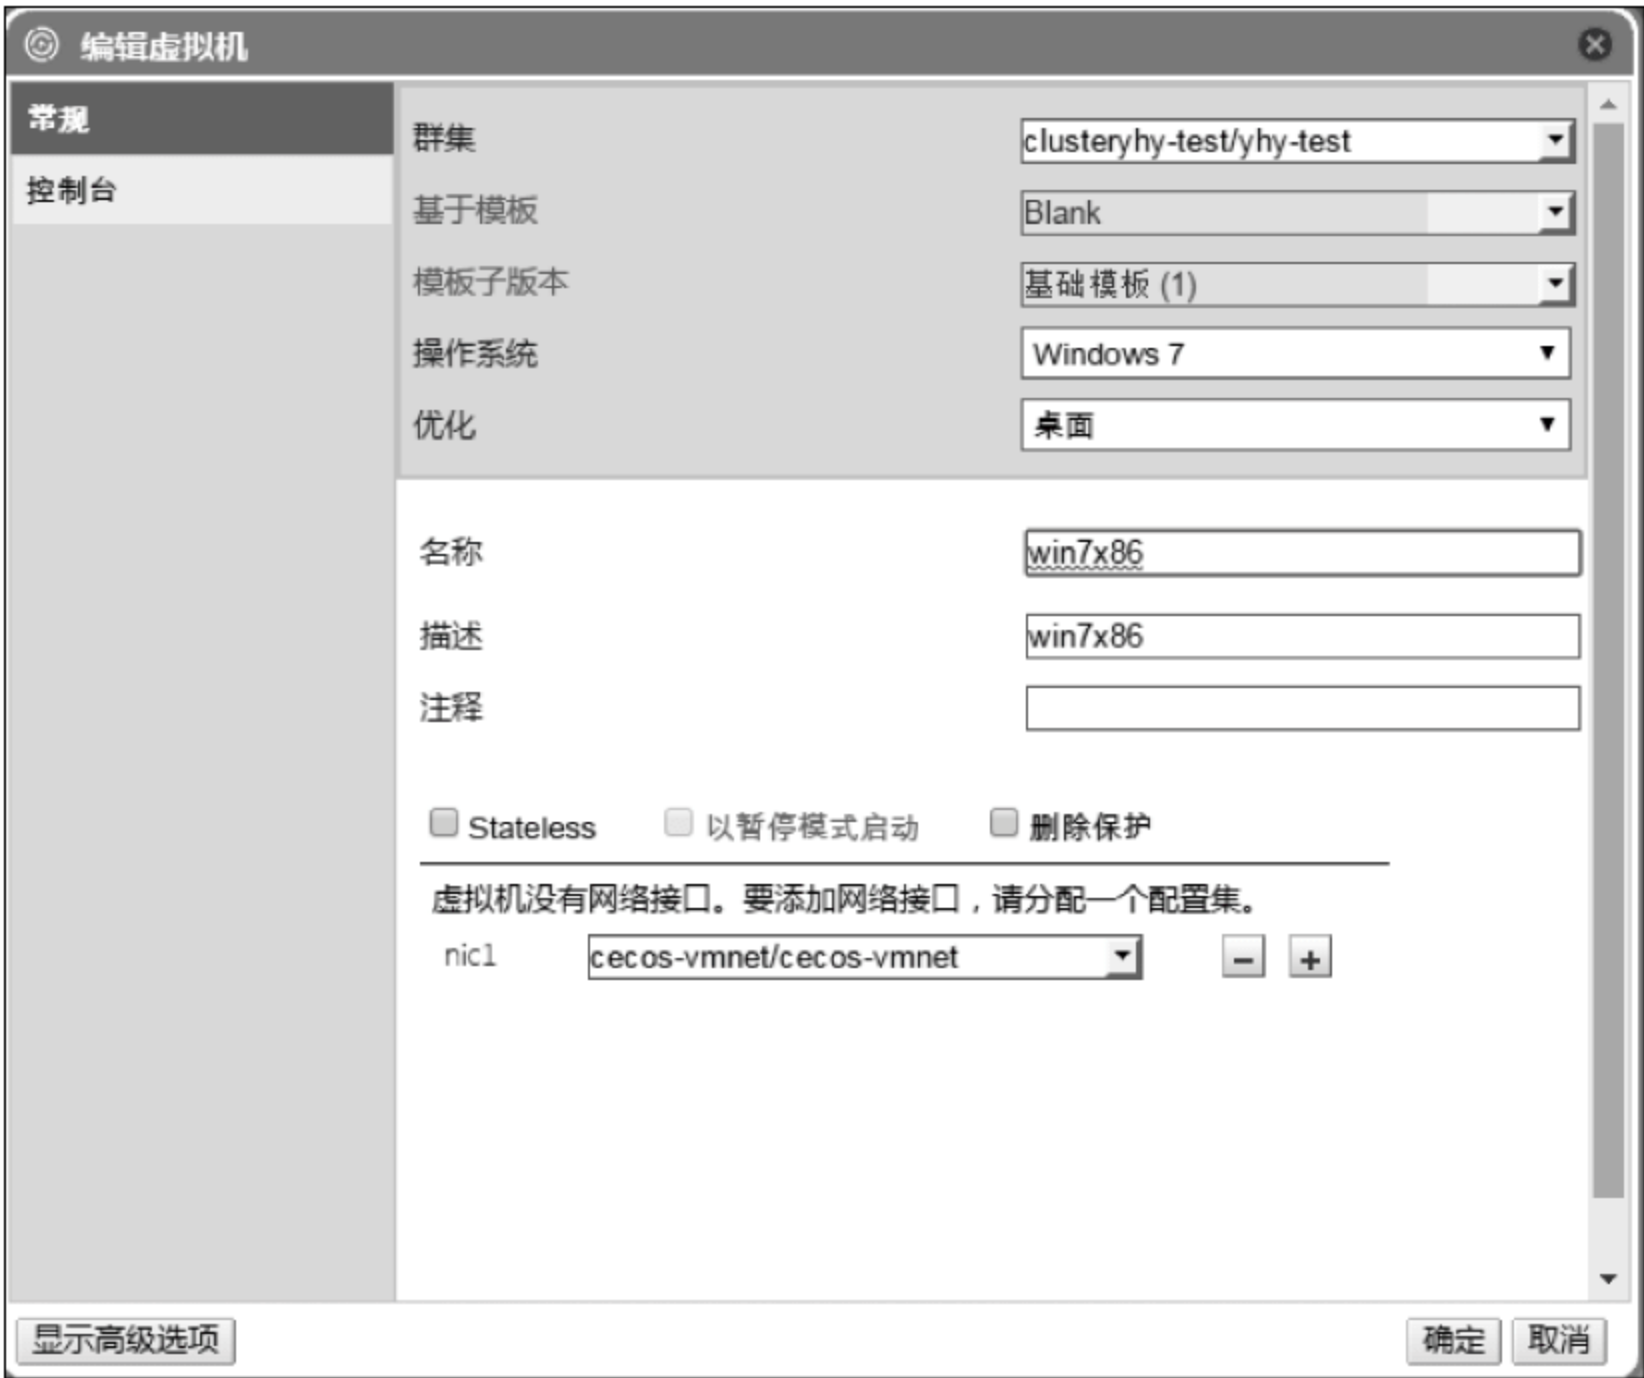 编辑虚拟机
常规
控制台
群集 clusteryhy-test/yhy-test
基于模板 Blank
模板子版本 基础模板 (1)
操作系统 Windows 7
优化 桌面
名称 win7x86
描述 win7x86
注释
Stateless 以暂停模式启动 删除保护
虚拟机没有网络接口。要添加网络接口，请分配一个配置集。
nic1 cecos-vmnet/cecos-vmnet
显示高级选项 确定 取消